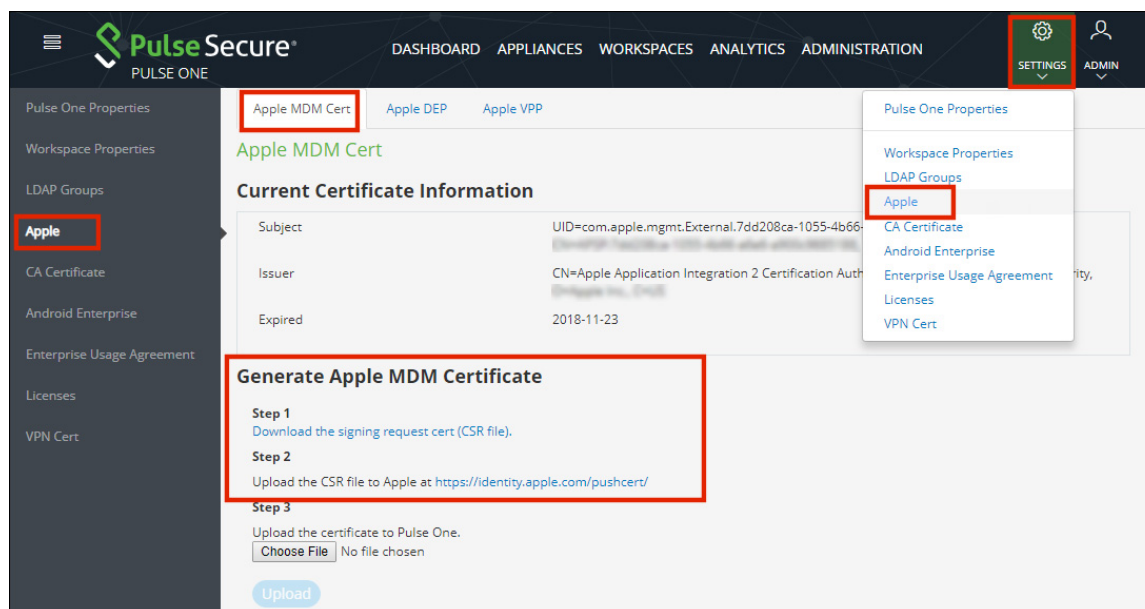 Pulse Secure®
PULSE ONE
DASHBOARD APPLIANCES WORKSPACES ANALYTICS ADMINISTRATION
SETTINGS
ADMIN
Pulse One Properties
Workspace Properties
LDAP Groups
Apple
CA Certificate
Android Enterprise
Enterprise Usage Agreement
Licenses
VPN Cert
Apple MDM Cert Apple DEP Apple VPP
Apple MDM Cert
Current Certificate Information
Subject UID=com.apple.mgmt.External.7dd208ca-1055-4b66-
Issuer CN=Apple Application Integration 2 Certification Auth rity,
Expired 2018-11-23
Pulse One Properties
Workspace Properties
LDAP Groups
Apple
CA Certificate
Android Enterprise
Enterprise Usage Agreement
Licenses
VPN Cert
Generate Apple MDM Certificate
Step 1
Download the signing request cert (CSR file).
Step 2
Upload the CSR file to Apple at https://identity.apple.com/pushcert/
Step 3
Upload the certificate to Pulse One.
Choose File No file chosen
Upload